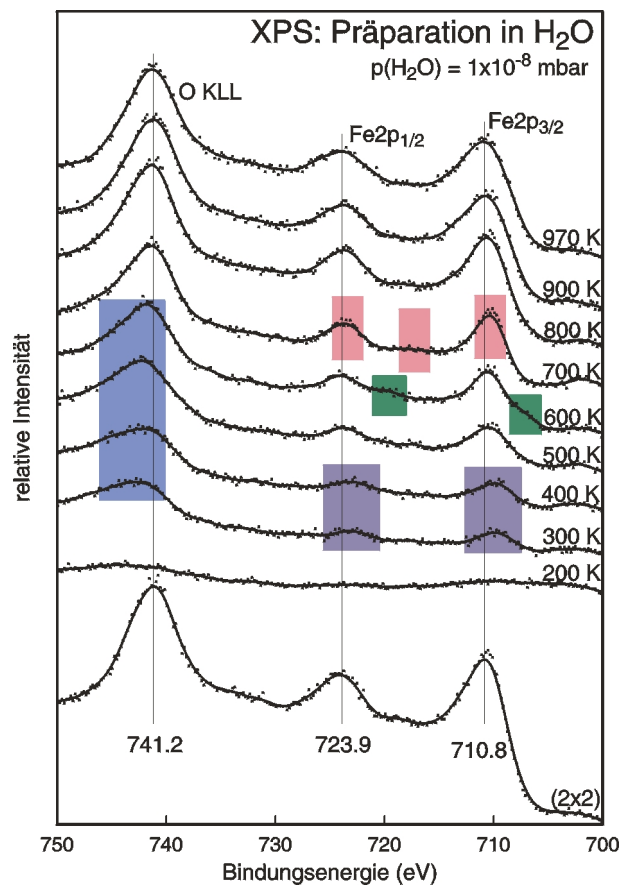 XPS: Präparation in H₂O
p(H₂O) = 1x10⁻⁸ mbar
O KLL
Fe2p₁/₂
Fe2p₃/₂
970 K
900 K
800 K
700 K
600 K
500 K
400 K
300 K
200 K
relative Intensität
741.2
723.9
710.8
(2x2)
750
740
730
720
710
700
Bindungsenergie (eV)